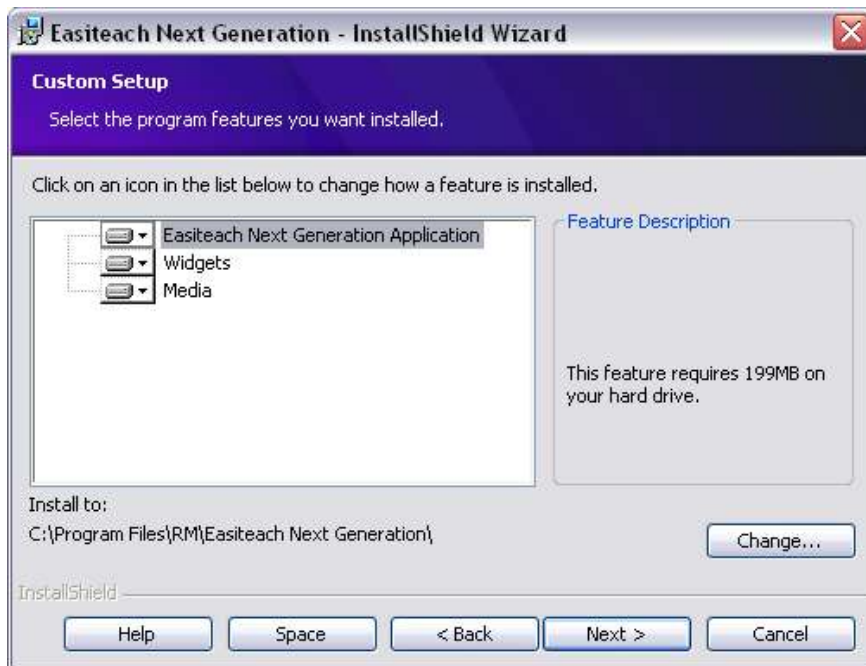 Easiteach Next Generation - InstallShield Wizard
Custom Setup
Select the program features you want installed.
Click on an icon in the list below to change how a feature is installed.
Easiteach Next Generation Application
Widgets
Media
Feature Description
This feature requires 199MB on
your hard drive.
Install to:
C:\Program Files\RM\Easiteach Next Generation\
Change...
InstallShield
Help
Space
< Back
Next >
Cancel